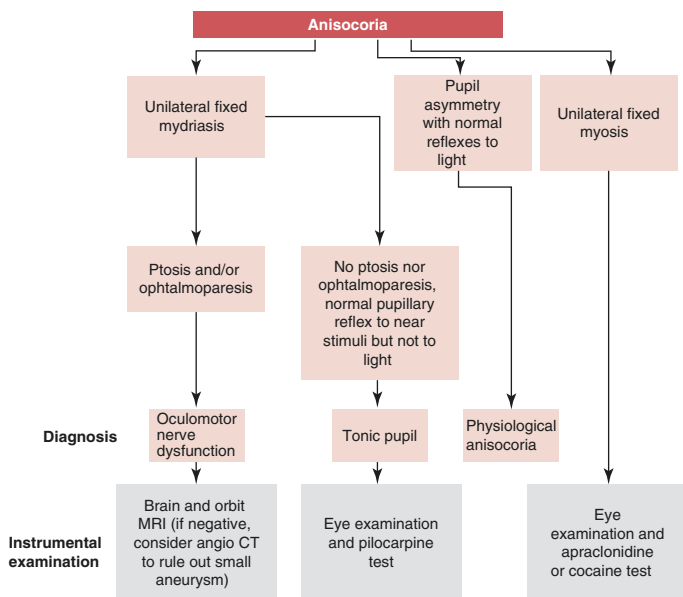 Anisocoria
Unilateral fixed
mydriasis
Pupil
asymmetry
with normal
reflexes to
light
Unilateral fixed
myosis
Ptosis and/or
ophtalmoparesis
No ptosis nor
ophtalmoparesis,
normal pupillary
reflex to near
stimuli but not to
light
Diagnosis
Oculomotor
nerve
dysfunction
Tonic pupil
Physiological
anisocoria
Instrumental
examination
Brain and orbit
MRI (if negative,
consider angio CT
to rule out small
aneurysm)
Eye examination
and pilocarpine
test
Eye
examination and
apraclonidine
or cocaine test